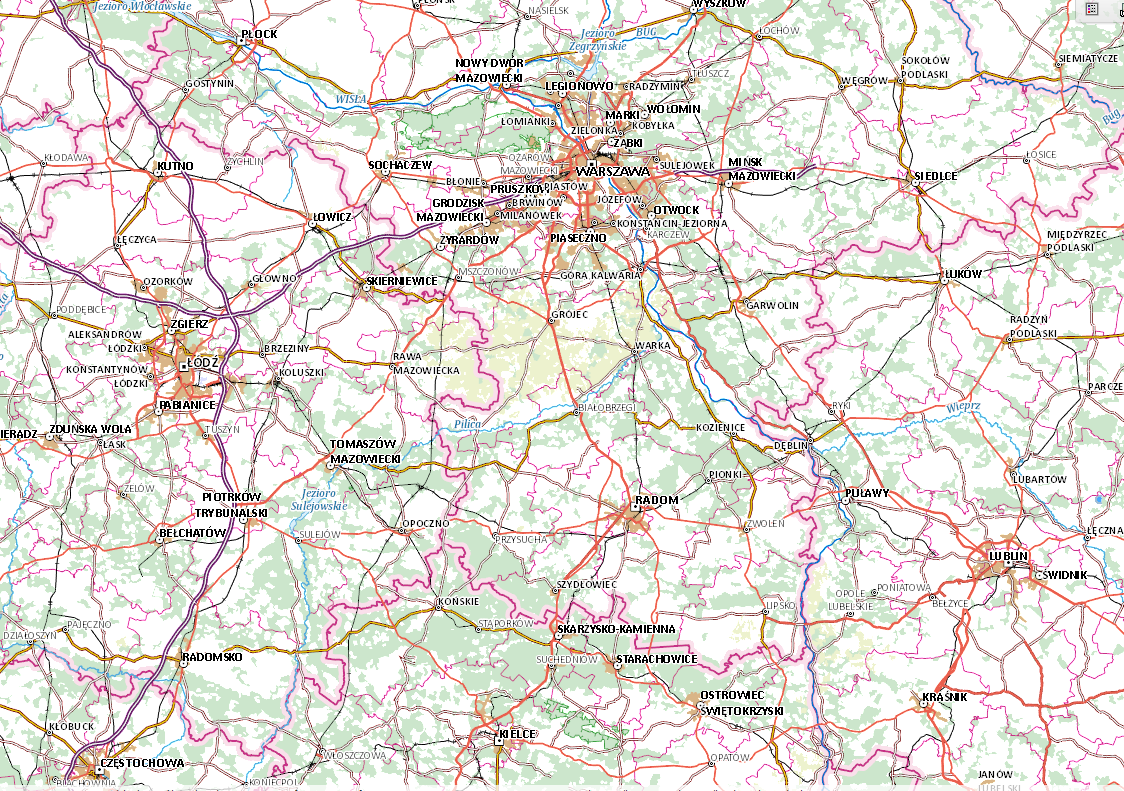 Jezioro Włocławskie
PŁOCK
NASIELSK
WYSZKÓW
Jezioro
Zegrzyńskie
BUG
ŁOCHÓW
NOWY DWÓR
MAZOWIECKI
LEGIONOWO
RADZYMIN
TŁUSZCZ
WĘGRÓW
SOKOŁÓW
PODLASKI
SIEMIATYCZE
Bug
GOSTYNIN
WISŁA
ŁOMIANKI
MARKI
WOŁOMIN
KOBYŁKA
ZIELONKA
ZĄBKI
KŁODAWA
KUTNO
ŻYCHLIN
SOCHACZEW
OŻARÓW
MAZOWIECKI
WARSZAWA
SULEJÓWEK
MIŃSK
MAZOWIECKI
SIEDLCE
ŁOSICE
BŁONIE
PRUSZKÓW
PIASTÓW
BRWINÓW
MILANÓWEK
GRODZISK
MAZOWIECKI
JÓZEFÓW
OTWOCK
KONSTANCIN-JEZIORNA
KARCZEW
PIASECZNO
ŁOWICZ
ŻYRARDÓW
ŁĘCZYCA
MIĘDZYRZEC
PODLASKI
OZORKÓW
GŁOWNO
SKIERNIEWICE
MSZCZONÓW
GÓRA KALWARIA
ŁUKÓW
GARWOLIN
PODDĘBICE
ZGIERZ
GRÓJEC
RADZYŃ
PODLASKI
ALEKSANDRÓW
ŁÓDZKI
ŁÓDŹ
BRZEZINY
RAWA
MAZOWIECKA
WARKA
KONSTANTYNÓW
ŁÓDZKI
KOLUSZKI
PABIANICE
BIAŁOBRZEGI
RYKI
Wieprz
Pilica
KOZIENICE
DĘBLIN
ZDUŃSKA WOLA
ŁASK
TUSZYN
TOMASZÓW
MAZOWIECKI
PIONKI
LUBARTÓW
ZELÓW
PIOTRKÓW
TRYBUNALSKI
Jezioro
Sulejowskie
RADOM
PUŁAWY
BEŁCHATÓW
SULEJÓW
OPOCZNO
PRZYSUCHA
ZWOLEŃ
ŁĘCZNA
LUBLIN
ŚWIDNIK
SZYDŁOWIEC
KOŃSKIE
OPOLE
LUBELSKIE
PONIATOWA
BEŁŻYCE
LIPSKO
PAJĘCZNO
DZIAŁOSZYN
STĄPORKÓW
SKARŻYSKO-KAMIENNA
RADOMSKO
SUCHEDNIÓW
STARACHOWICE
OSTROWIEC
ŚWIĘTOKRZYSKI
KRAŚNIK
KŁOBUCK
KIELCE
WŁOSZCZOWA
OPATÓW
CZĘSTOCHOWA
BLACHOWNIA
KONIECPOL
JANÓW
LUBELSKI